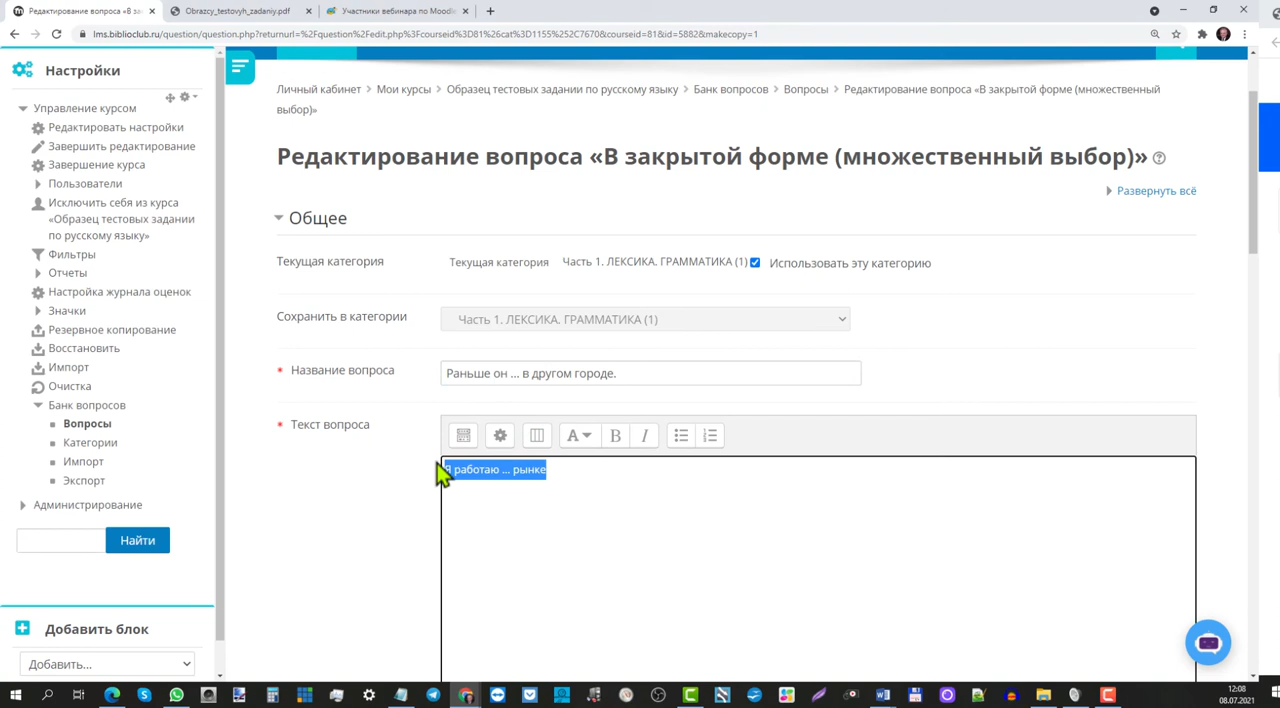 Редактирование вопроса «В за
Obrazcy_testovyh_zadaniy.pdf
Участники вебинара по Moodle
lms.biblioclub.ru/question/question.php?returnurl=%2Fquestion%2Fedit.php%3Fcourseid%3D81%26cat%3D1155%252C7670&courseid=81&id=5882&makecopy=1
Настройки
Управление курсом
Редактировать настройки
Завершить редактирование
Завершение курса
Пользователи
Исключить себя из курса
«Образец тестовых задании
по русскому языку»
Фильтры
Отчеты
Настройка журнала оценок
Значки
Резервное копирование
Восстановить
Импорт
Очистка
Банк вопросов
Вопросы
Категории
Импорт
Экспорт
Администрирование
Найти
Добавить блок
Добавить...
Личный кабинет Мои курсы Образец тестовых задании по русскому языку Банк вопросов Вопросы Редактирование вопроса «В закрытой форме (множественный
выбор)»
Редактирование вопроса «В закрытой форме (множественный выбор)»
Развернуть всё
Общее
Текущая категория Текущая категория Часть 1. ЛЕКСИКА. ГРАММАТИКА (1) Использовать эту категорию
Сохранить в категории Часть 1. ЛЕКСИКА. ГРАММАТИКА (1)
* Название вопроса Раньше он ... в другом городе.
* Текст вопроса
A B I
Я работаю ... рынке
12:08
08.07.2021